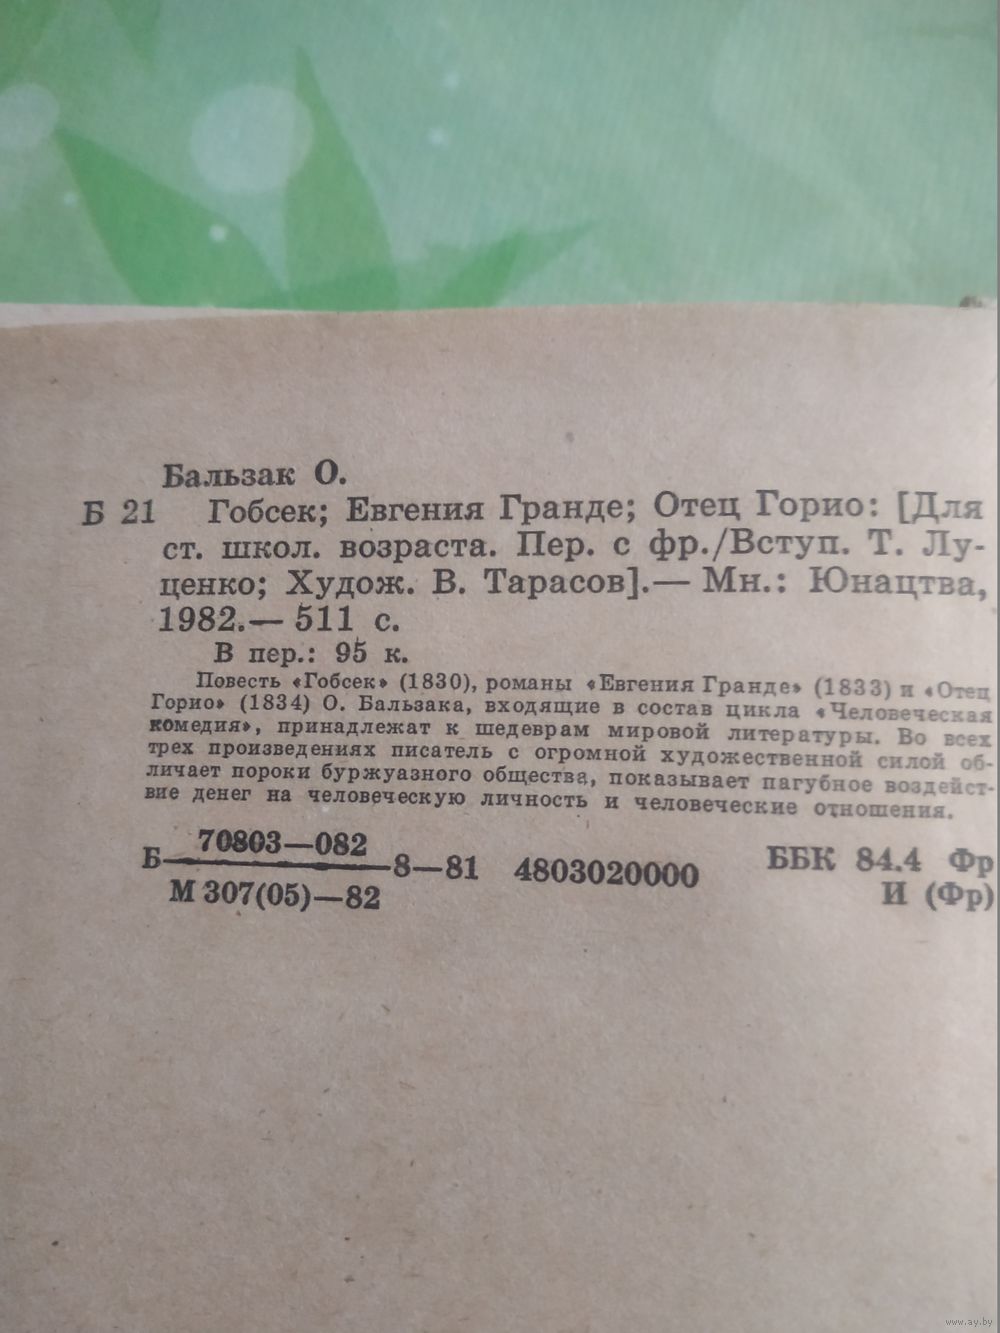 Бальзак О.
Б 21 Гобсек; Евгения Гранде; Отец Горио: [Для
ст. школ. возраста. Пер. с фр./Вступ. Т. Лу-
ценко; Худож. В. Тарасов].— Мн.: Юнацтва,
1982.— 511 с.
В пер.: 95 к.
Повесть «Гобсек» (1830), романы «Евгения Гранде» (1833) и «Отец
Горио» (1834) О. Бальзака, входящие в состав цикла «Человеческая
комедия», принадлежат к шедеврам мировой литературы. Во всех
трех произведениях писатель с огромной художественной силой об-
личает пороки буржуазного общества, показывает пагубное воздейст-
вие денег на человеческую личность и человеческие отношения.
70803—082
Б 8—81 4803020000 ББК 84.4 Фр
М 307(05)—82 И (Фр)
www.ay.by